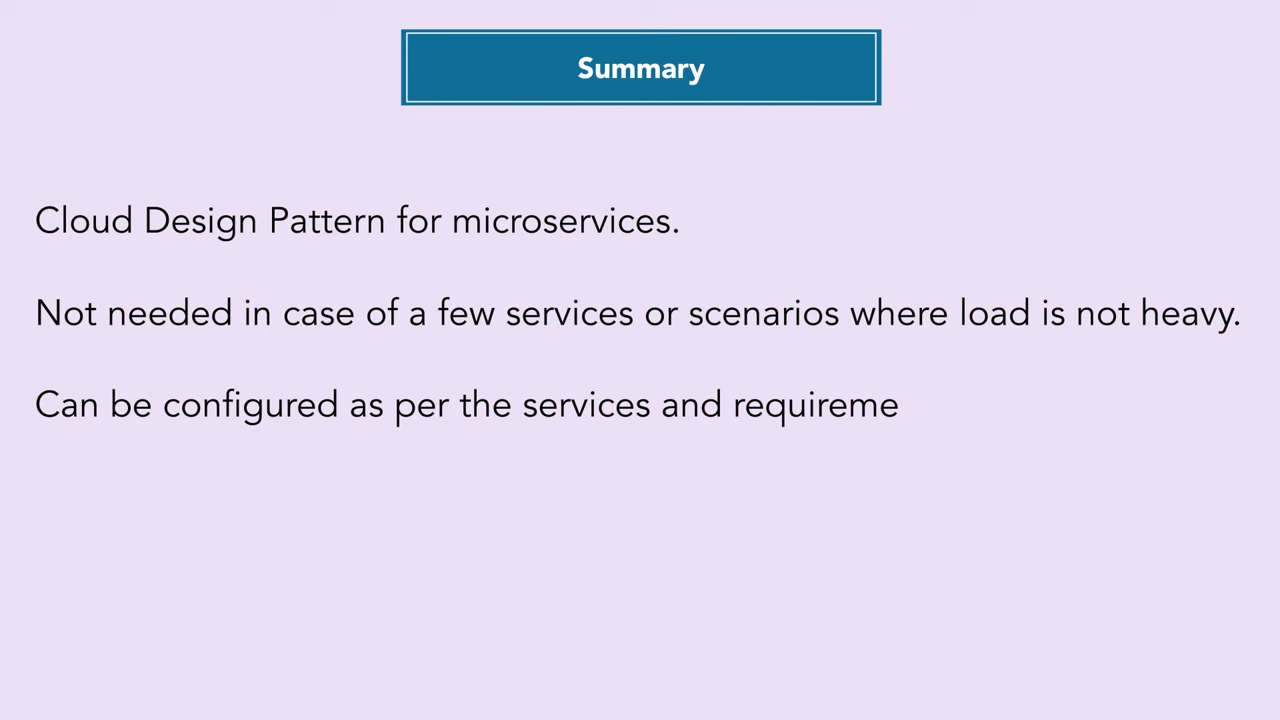 Summary
Cloud Design Pattern for microservices.
Not needed in case of a few services or scenarios where load is not heavy.
Can be configured as per the services and requireme